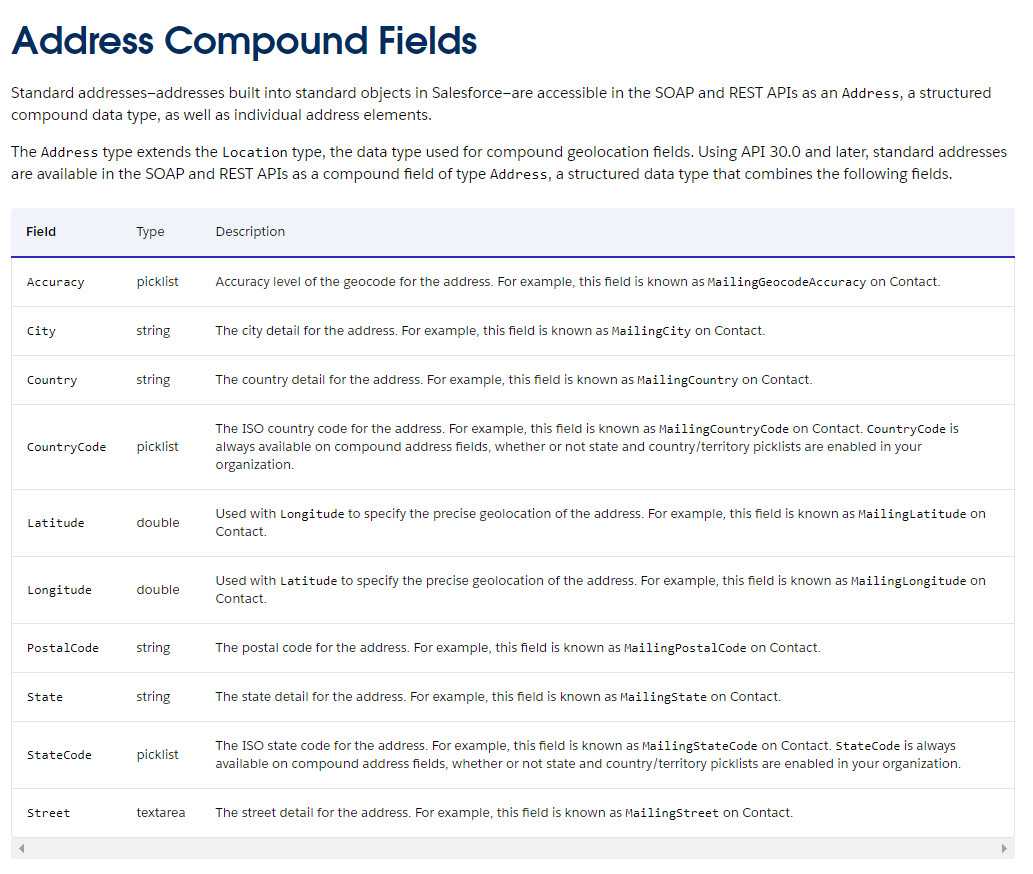 Address Compound Fields
Standard addresses–addresses built into standard objects in Salesforce–are accessible in the SOAP and REST APIs as an Address, a structured
compound data type, as well as individual address elements.
The Address type extends the Location type, the data type used for compound geolocation fields. Using API 30.0 and later, standard addresses
are available in the SOAP and REST APIs as a compound field of type Address, a structured data type that combines the following fields.
Field Type Description
Accuracy picklist Accuracy level of the geocode for the address. For example, this field is known as MailingGeocodeAccuracy on Contact.
City string The city detail for the address. For example, this field is known as MailingCity on Contact.
Country string The country detail for the address. For example, this field is known as MailingCountry on Contact.
The ISO country code for the address. For example, this field is known as MailingCountryCode on Contact. CountryCode is
CountryCode picklist always available on compound address fields, whether or not state and country/territory picklists are enabled in your
organization.
Latitude double Used with Longitude to specify the precise geolocation of the address. For example, this field is known as MailingLatitude on
Contact.
Longitude double Used with Latitude to specify the precise geolocation of the address. For example, this field is known as MailingLongitude on
Contact.
PostalCode string The postal code for the address. For example, this field is known as MailingPostalCode on Contact.
State string The state detail for the address. For example, this field is known as MailingState on Contact.
StateCode picklist The ISO state code for the address. For example, this field is known as MailingStateCode on Contact. StateCode is always
available on compound address fields, whether or not state and country/territory picklists are enabled in your organization.
Street textarea The street detail for the address. For example, this field is known as MailingStreet on Contact.